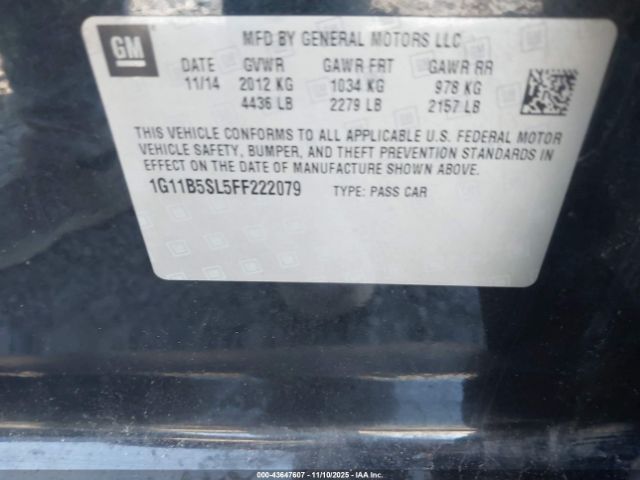 GM
MFD BY GENERAL MOTORS LLC
DATE GVWR GAWR FRT GAWR RR
11/14 2012 KG 1034 KG 978 KG
4436 LB 2279 LB 2157 LB
THIS VEHICLE CONFORMS TO ALL APPLICABLE U.S. FEDERAL MOTOR
VEHICLE SAFETY, BUMPER, AND THEFT PREVENTION STANDARDS IN
EFFECT ON THE DATE OF MANUFACTURE SHOWN ABOVE.
1G11B5SL5FF222079 TYPE: PASS CAR
00-43647607 - 11/10/2025 - IAAI.COM